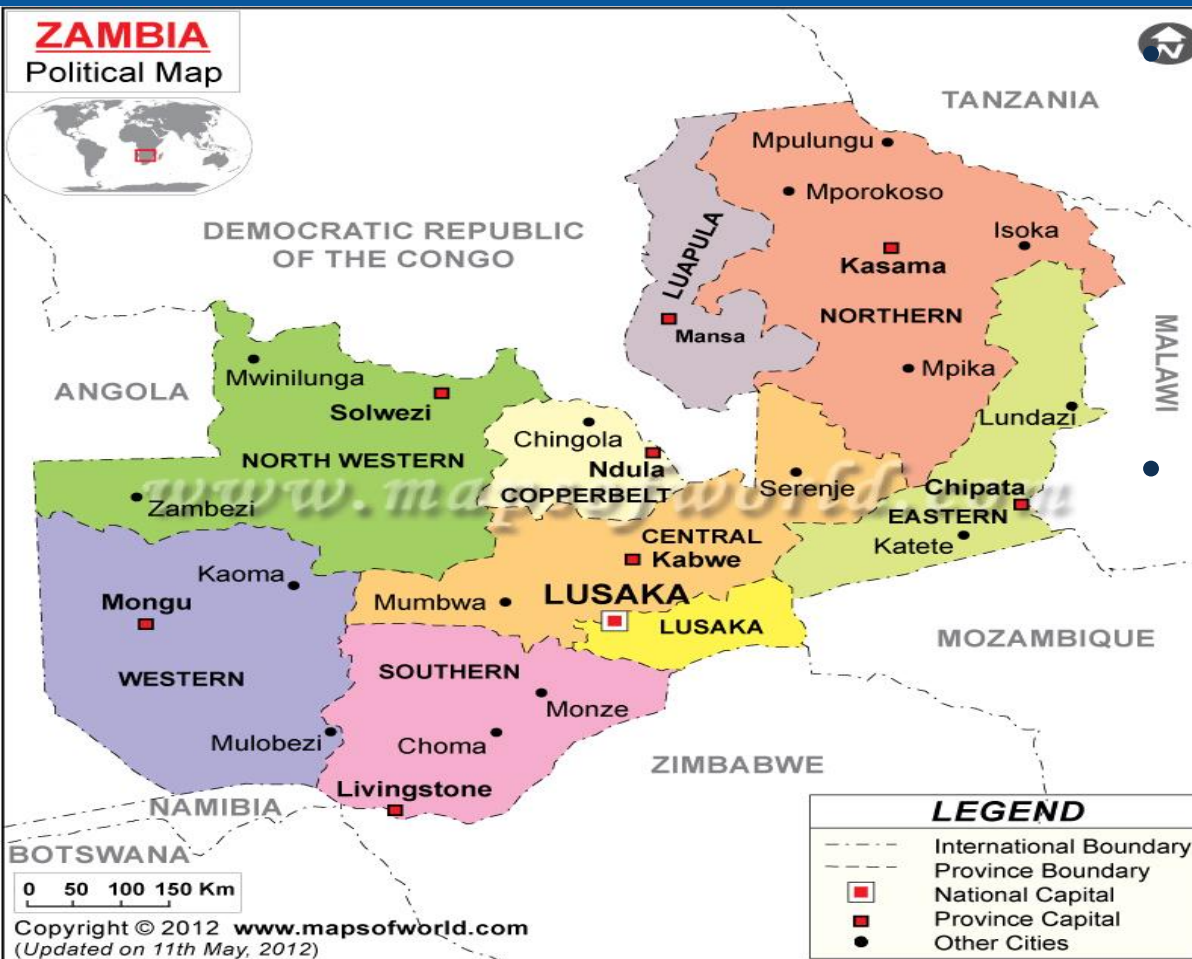 ZAMBIA
Political Map
N
TANZANIA
Mpulungu
Mporokoso
DEMOCRATIC REPUBLIC
OF THE CONGO
LUAPULA
Isoka
Kasama
NORTHERN
Mansa
MALAWI
Mwinilunga
Mpika
ANGOLA
Solwezi
Chingola
Lundazi
NORTH WESTERN
Ndula
COPPERBELT
Serenje
Chipata
www.mapsofworld.com
Zambezi
EASTERN
CENTRAL
Katete
Kabwe
Kaoma
Mongu
Mumbwa
LUSAKA
LUSAKA
MOZAMBIQUE
WESTERN
SOUTHERN
Monze
Mulobezi
Choma
ZIMBABWE
Livingstone
NAMIBIA
BOTSWANA
0 50 100 150 Km
LEGEND
International Boundary
Province Boundary
National Capital
Province Capital
Other Cities
Copyright © 2012 www.mapsofworld.com
(Updated on 11th May, 2012)